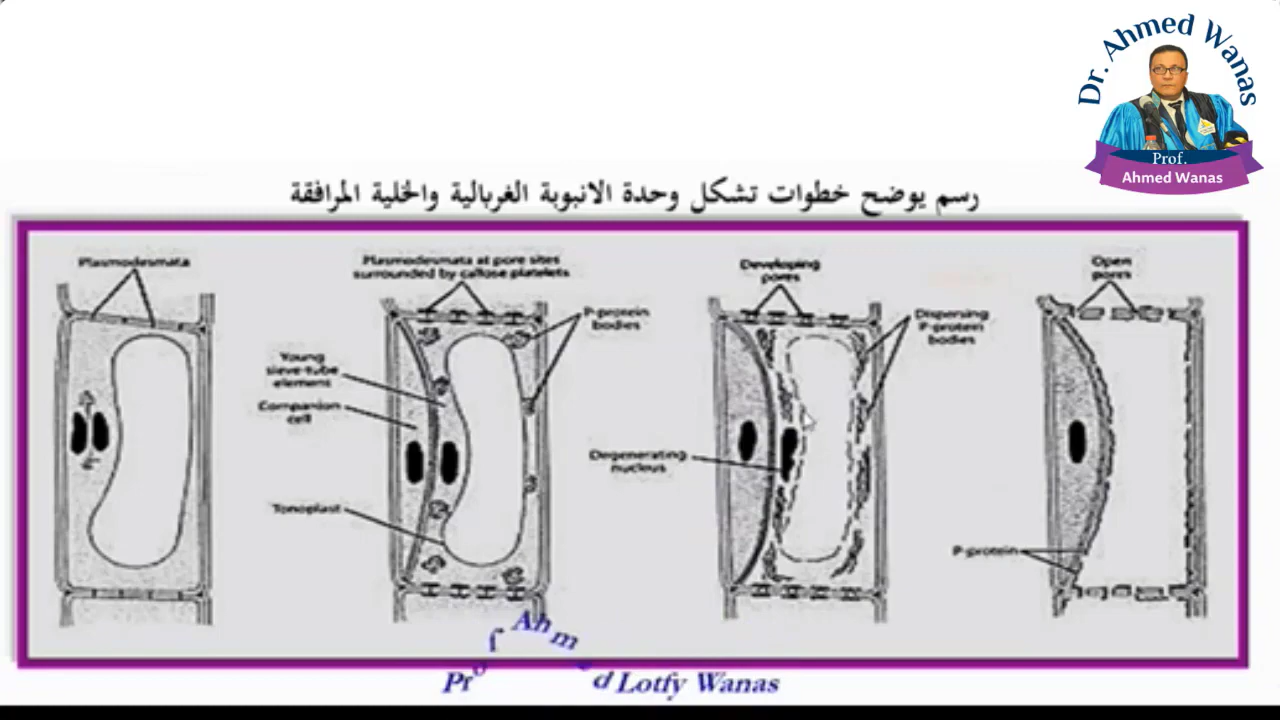 Dr. Ahmed Wanas
Prof.
Ahmed Wanas
رسم يوضح خطوات تشكل وحدة الانبوبة الغربالية والخلية المرافقة
Plasmodesmata
Plasmodesmata at pore sites
surrounded by callose platelets
P-protein
bodies
Young
sieve-tube
element
Companion
cell
Tonoplast
Developing
pores
Dispersing
P-protein
bodies
Degenerating
nucleus
Open
pores
P-protein
Prof Ahmed Lotfy Wanas